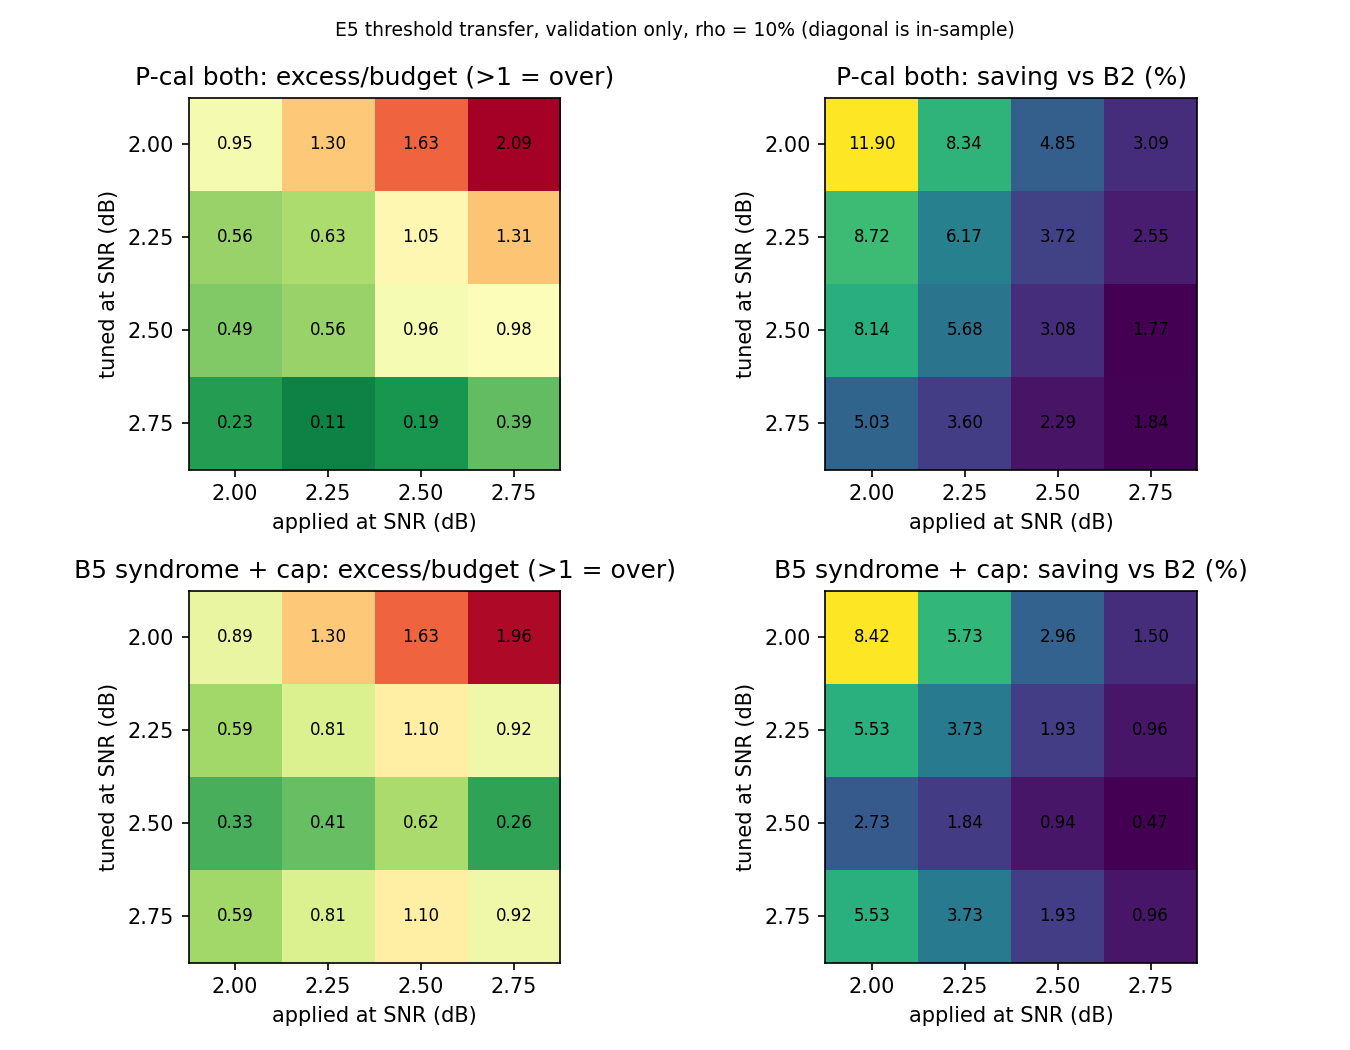 E5 threshold transfer, validation only, rho = 10% (diagonal is in-sample)
P-cal both: excess/budget (>1 = over)
tuned at SNR (dB)
2.00 0.95 1.30 1.63 2.09
2.25 0.56 0.63 1.05 1.31
2.50 0.49 0.56 0.96 0.98
2.75 0.23 0.11 0.19 0.39
2.00 2.25 2.50 2.75
applied at SNR (dB)
P-cal both: saving vs B2 (%)
tuned at SNR (dB)
2.00 11.90 8.34 4.85 3.09
2.25 8.72 6.17 3.72 2.55
2.50 8.14 5.68 3.08 1.77
2.75 5.03 3.60 2.29 1.84
2.00 2.25 2.50 2.75
applied at SNR (dB)
B5 syndrome + cap: excess/budget (>1 = over)
tuned at SNR (dB)
2.00 0.89 1.30 1.63 1.96
2.25 0.59 0.81 1.10 0.92
2.50 0.33 0.41 0.62 0.26
2.75 0.59 0.81 1.10 0.92
2.00 2.25 2.50 2.75
applied at SNR (dB)
B5 syndrome + cap: saving vs B2 (%)
tuned at SNR (dB)
2.00 8.42 5.73 2.96 1.50
2.25 5.53 3.73 1.93 0.96
2.50 2.73 1.84 0.94 0.47
2.75 5.53 3.73 1.93 0.96
2.00 2.25 2.50 2.75
applied at SNR (dB)